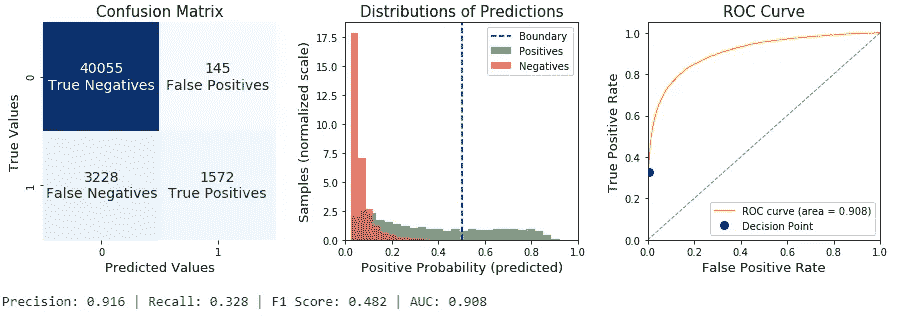 Confusion Matrix
True Values
0
1
40055
True Negatives
145
False Positives
3228
False Negatives
1572
True Positives
0
1
Predicted Values
Distributions of Predictions
Samples (normalized scale)
17.5
15.0
12.5
10.0
7.5
5.0
2.5
0.0
Boundary
Positives
Negatives
0.0
0.2
0.4
0.6
0.8
1.0
Positive Probability (predicted)
ROC Curve
True Positive Rate
1.0
0.8
0.6
0.4
0.2
0.0
ROC curve (area = 0.908)
Decision Point
0.0
0.2
0.4
0.6
0.8
1.0
False Positive Rate
Precision: 0.916 | Recall: 0.328 | F1 Score: 0.482 | AUC: 0.908